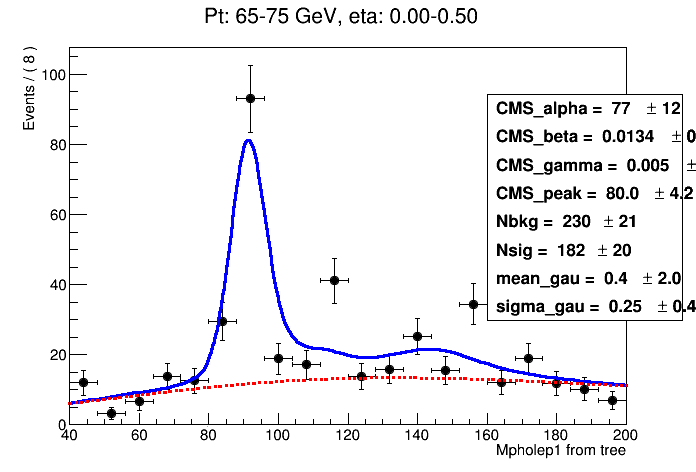 Pt: 65-75 GeV, eta: 0.00-0.50
Events / ( 8 )
100
80
60
40
20
0
CMS_alpha = 77 ± 12
CMS_beta = 0.0134 ± 0
CMS_gamma = 0.005 ±
CMS_peak = 80.0 ± 4.2
Nbkg = 230 ± 21
Nsig = 182 ± 20
mean_gau = 0.4 ± 2.0
sigma_gau = 0.25 ± 0.4
40 60 80 100 120 140 160 180 200
Mpholep1 from tree